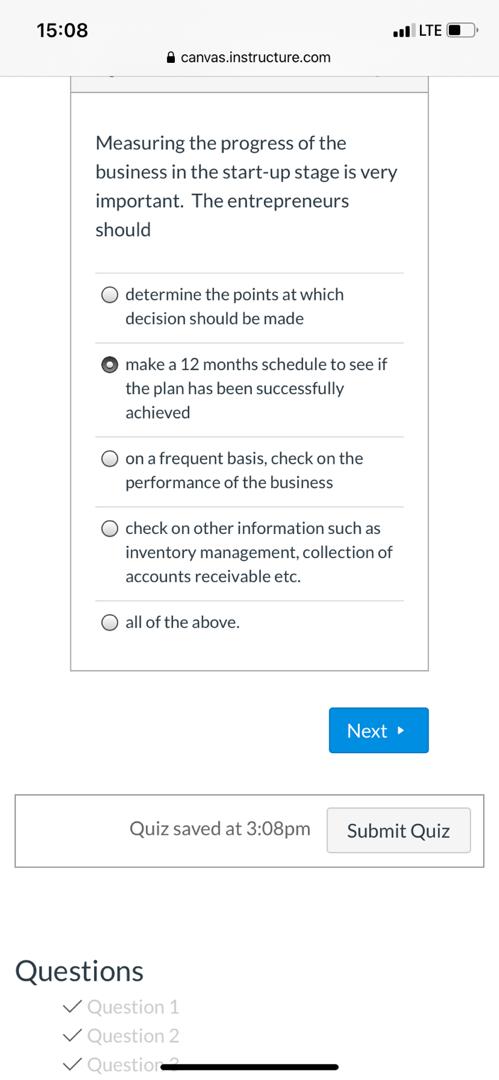 15:08
LTE
canvas.instructure.com
Measuring the progress of the
business in the start-up stage is very
important. The entrepreneurs
should
determine the points at which
decision should be made
make a 12 months schedule to see if
the plan has been successfully
achieved
on a frequent basis, check on the
performance of the business
check on other information such as
inventory management, collection of
accounts receivable etc.
all of the above.
Next
Quiz saved at 3:08pm
Submit Quiz
Questions
Question 1
Question 2
Question